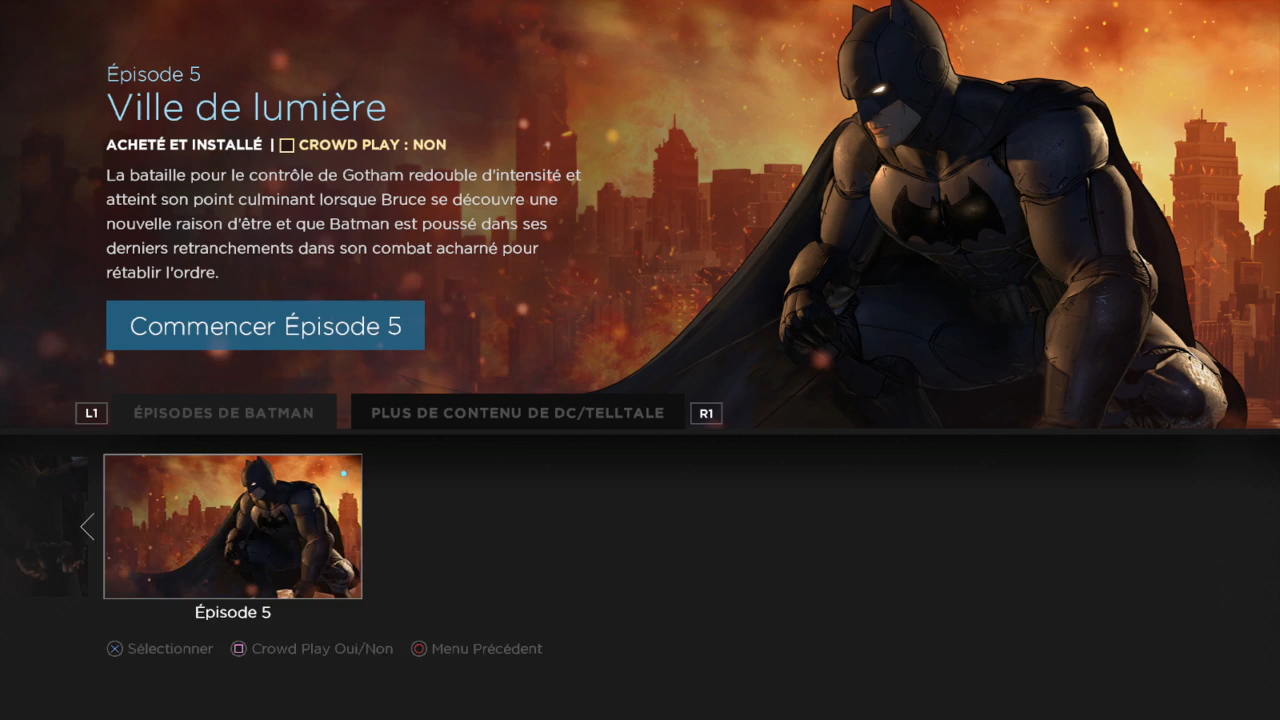 Épisode 5
Ville de lumière
ACHETÉ ET INSTALLÉ | CROWD PLAY : NON
La bataille pour le contrôle de Gotham redouble d'intensité et
atteint son point culminant lorsque Bruce se découvre une
nouvelle raison d'être et que Batman est poussé dans ses
derniers retranchements dans son combat acharné pour
rétablir l'ordre.
Commencer Épisode 5
L1 ÉPISODES DE BATMAN PLUS DE CONTENU DE DC/TELLTALE R1
Épisode 5
Sélectionner Crowd Play Oui/Non Menu Précédent